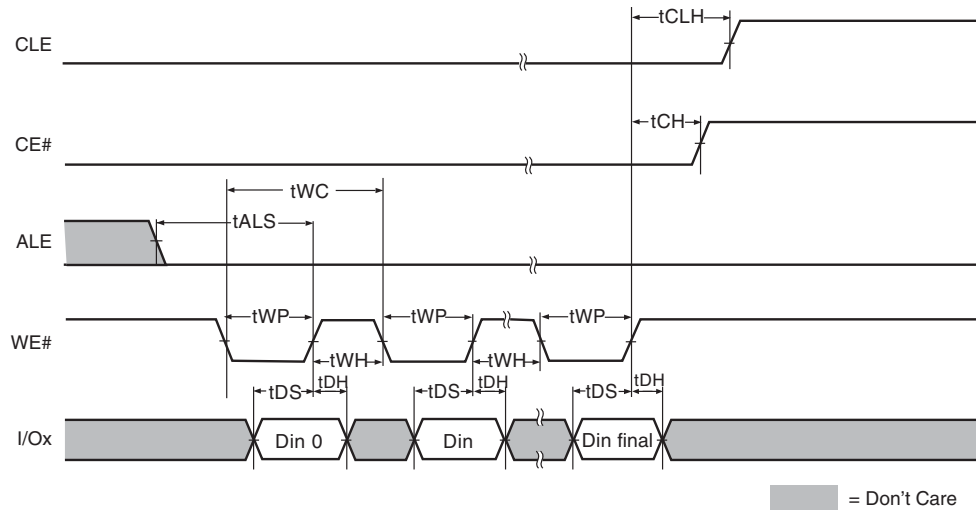 tCLH
CLE
tCH
CE#
tWC
tALS
ALE
tWP tWP tWP
WE#
tWH tWH
tDS tDH tDS tDH tDS tDH
I/Ox Din 0 Din Din final
= Don't Care